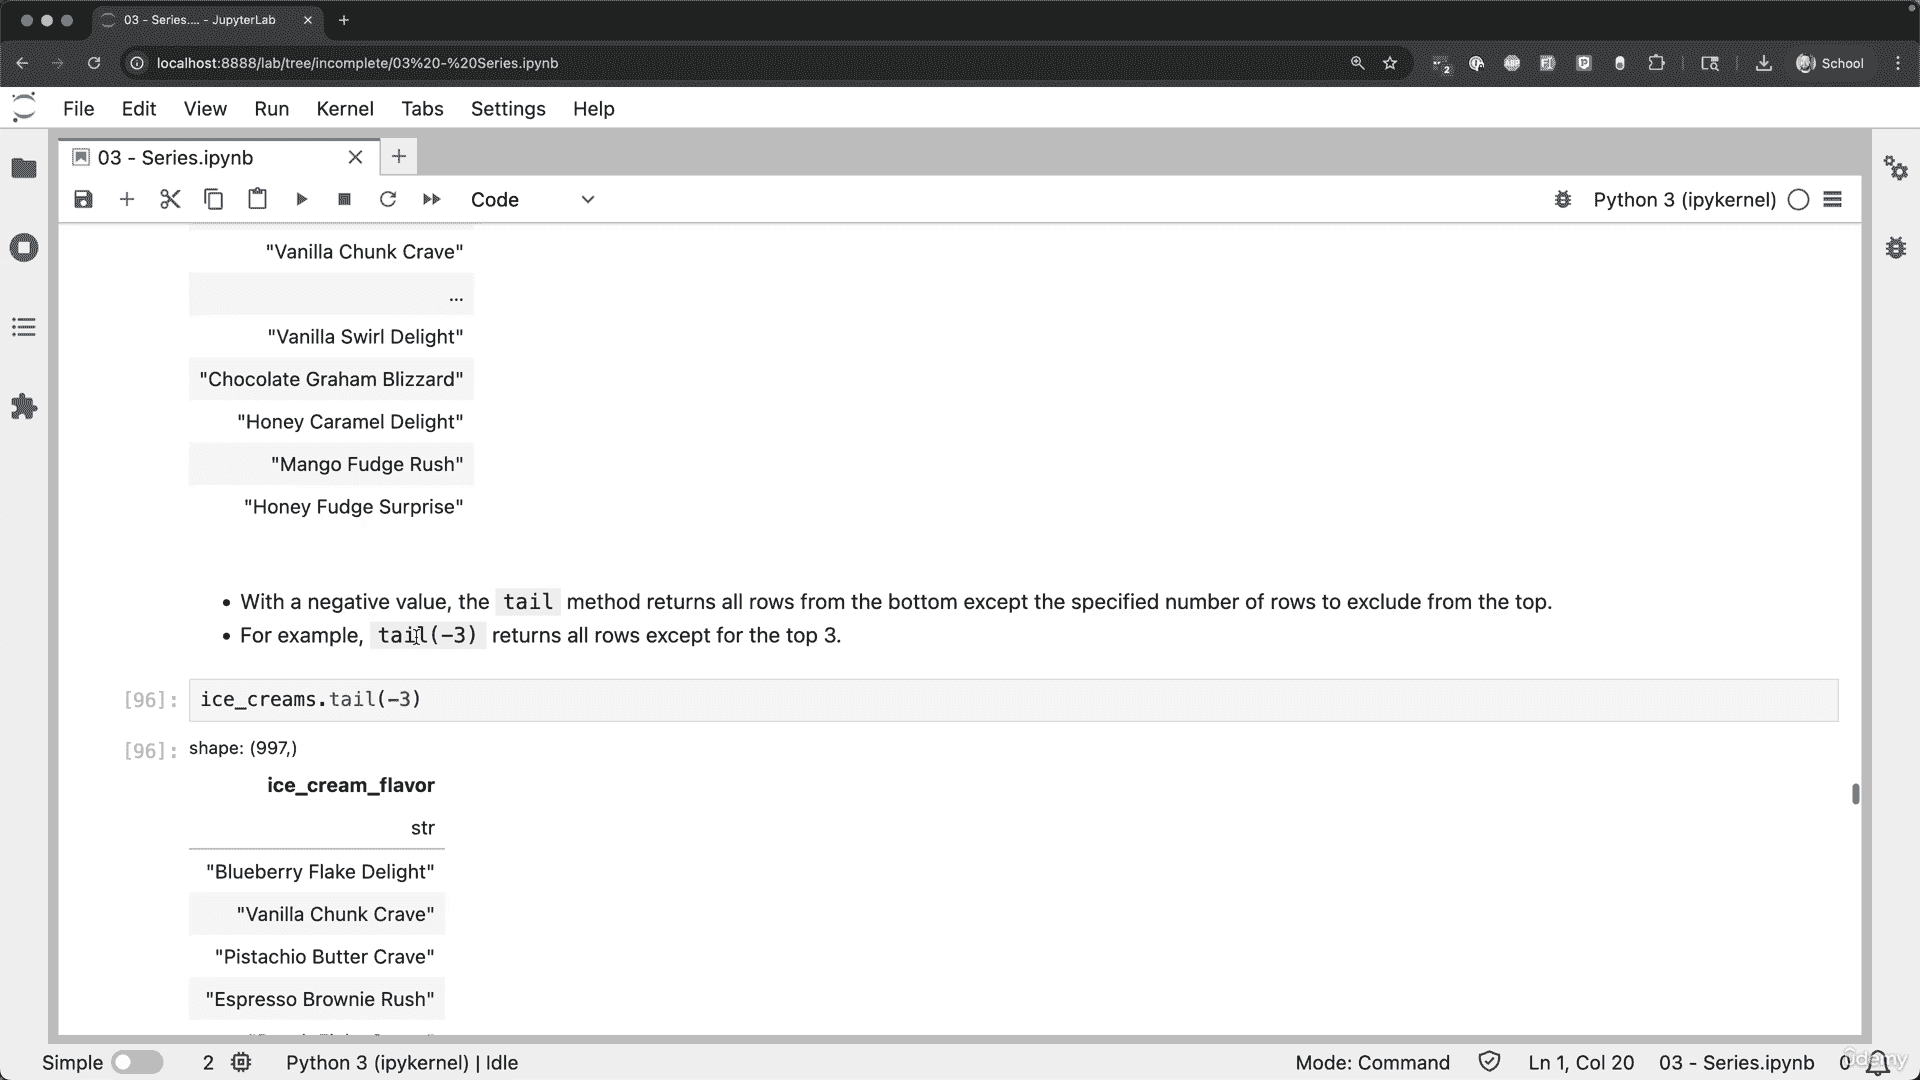 03 - Series.... - JupyterLab
localhost:8888/lab/tree/incomplete/03%20-%20Series.ipynb
2
ABP
School
File Edit View Run Kernel Tabs Settings Help
03 - Series.ipynb
Code
Python 3 (ipykernel)
"Vanilla Chunk Crave"
...
"Vanilla Swirl Delight"
"Chocolate Graham Blizzard"
"Honey Caramel Delight"
"Mango Fudge Rush"
"Honey Fudge Surprise"
• With a negative value, the tail method returns all rows from the bottom except the specified number of rows to exclude from the top.
• For example, tail(-3) returns all rows except for the top 3.
[96]: ice_creams.tail(-3)
[96]: shape: (997,)
ice_cream_flavor
str
"Blueberry Flake Delight"
"Vanilla Chunk Crave"
"Pistachio Butter Crave"
"Espresso Brownie Rush"
Simple 2 Python 3 (ipykernel) | Idle Mode: Command Ln 1, Col 20 03 - Series.ipynb 0
Udemy